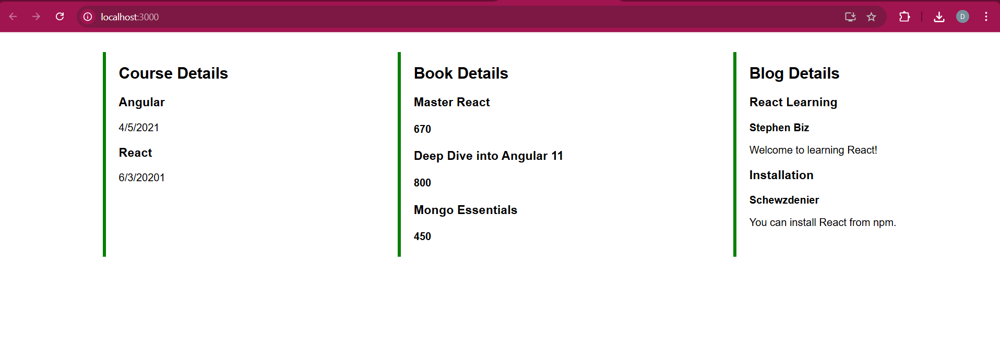 localhost:3000
D
Course Details
Angular
4/5/2021
React
6/3/20201
Book Details
Master React
670
Deep Dive into Angular 11
800
Mongo Essentials
450
Blog Details
React Learning
Stephen Biz
Welcome to learning React!
Installation
Schewzdenier
You can install React from npm.